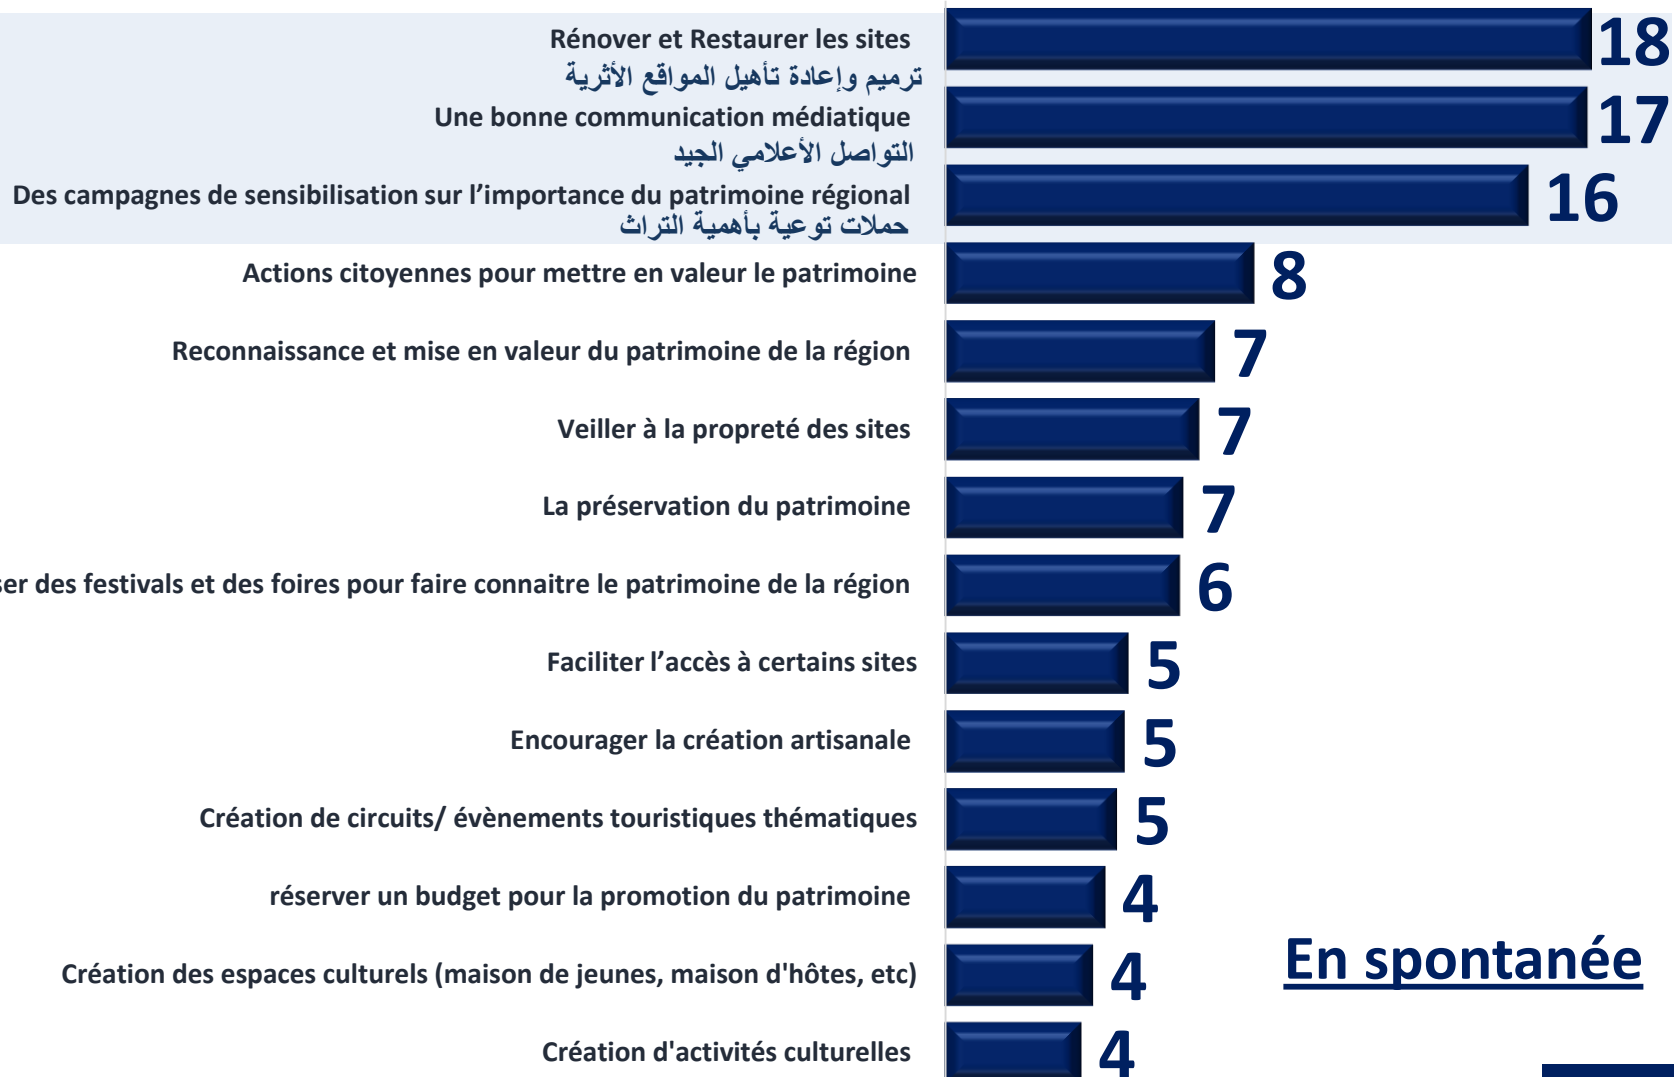 Rénover et Restaurer les sites
18
ترميم وإعادة تأهيل المواقع الأثرية
Une bonne communication médiatique
17
التواصل الأعلامي الجيد
Des campagnes de sensibilisation sur l’importance du patrimoine régional
16
حملات توعية بأهمية التراث
Actions citoyennes pour mettre en valeur le patrimoine
8
Reconnaissance et mise en valeur du patrimoine de la région
7
Veiller à la propreté des sites
7
La préservation du patrimoine
7
des festivals et des foires pour faire connaitre le patrimoine de la région
6
Faciliter l’accès à certains sites
5
Encourager la création artisanale
5
Création de circuits/ évènements touristiques thématiques
5
réserver un budget pour la promotion du patrimoine
4
Création des espaces culturels (maison de jeunes, maison d'hôtes, etc)
4
En spontanée
Création d'activités culturelles
4